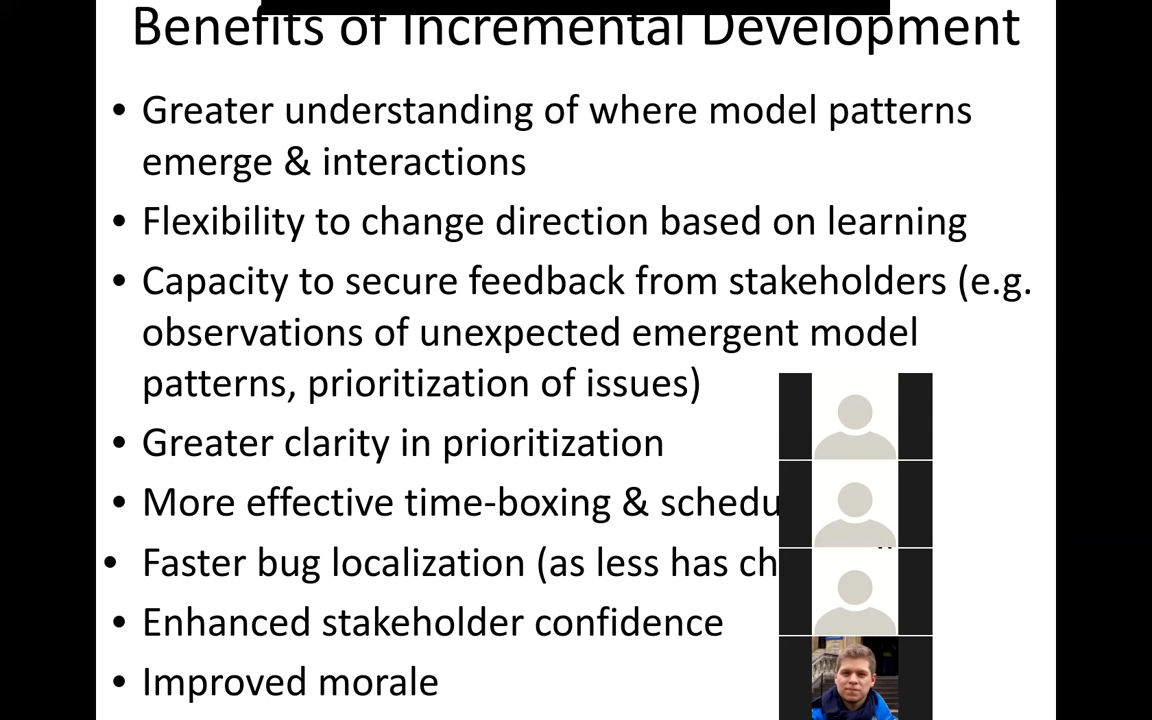 Benefits of Incremental Development
• Greater understanding of where model patterns
emerge & interactions
• Flexibility to change direction based on learning
• Capacity to secure feedback from stakeholders (e.g.
observations of unexpected emergent model
patterns, prioritization of issues)
• Greater clarity in prioritization
• More effective time-boxing &
• Faster bug localization (as less has
• Enhanced stakeholder confidence
• Improved morale